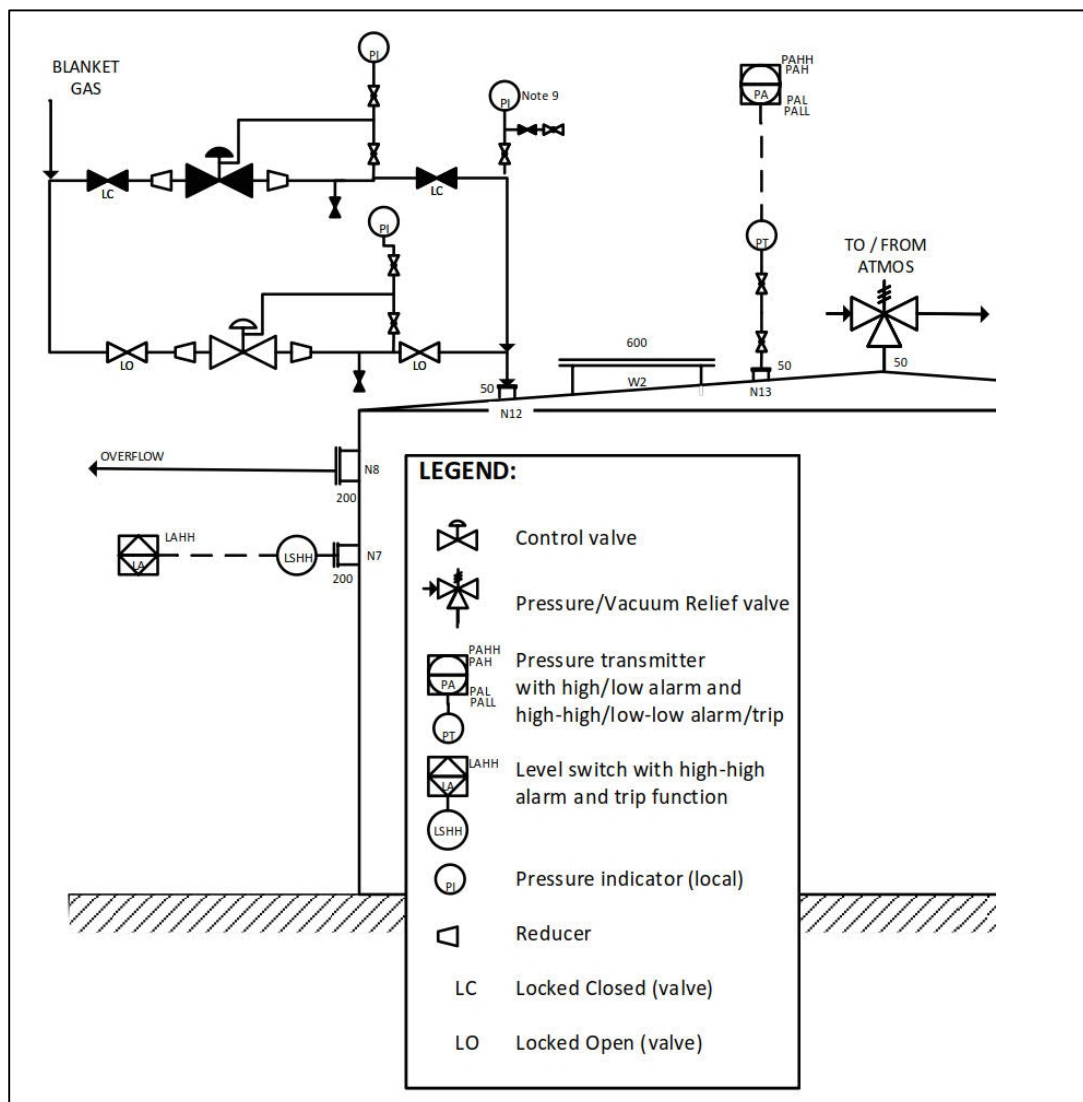 BLANKET
GAS
PI
PI
Note 9
PAHH
PAH
PA
PAL
PALL
LC
LC
PI
PT
TO / FROM
ATMOS
LO
LO
600
50
W2
50
50
N12
N13
OVERFLOW
N8
200
LAHH
LA
LSHH
N7
200
LEGEND:
Control valve
Pressure/Vacuum Relief valve
PAHH
PAH
PA
PAL
PALL
PT
Pressure transmitter
with high/low alarm and
high-high/low-low alarm/trip
LAHH
LA
LSHH
Level switch with high-high
alarm and trip function
PI
Pressure indicator (local)
Reducer
LC
Locked Closed (valve)
LO
Locked Open (valve)